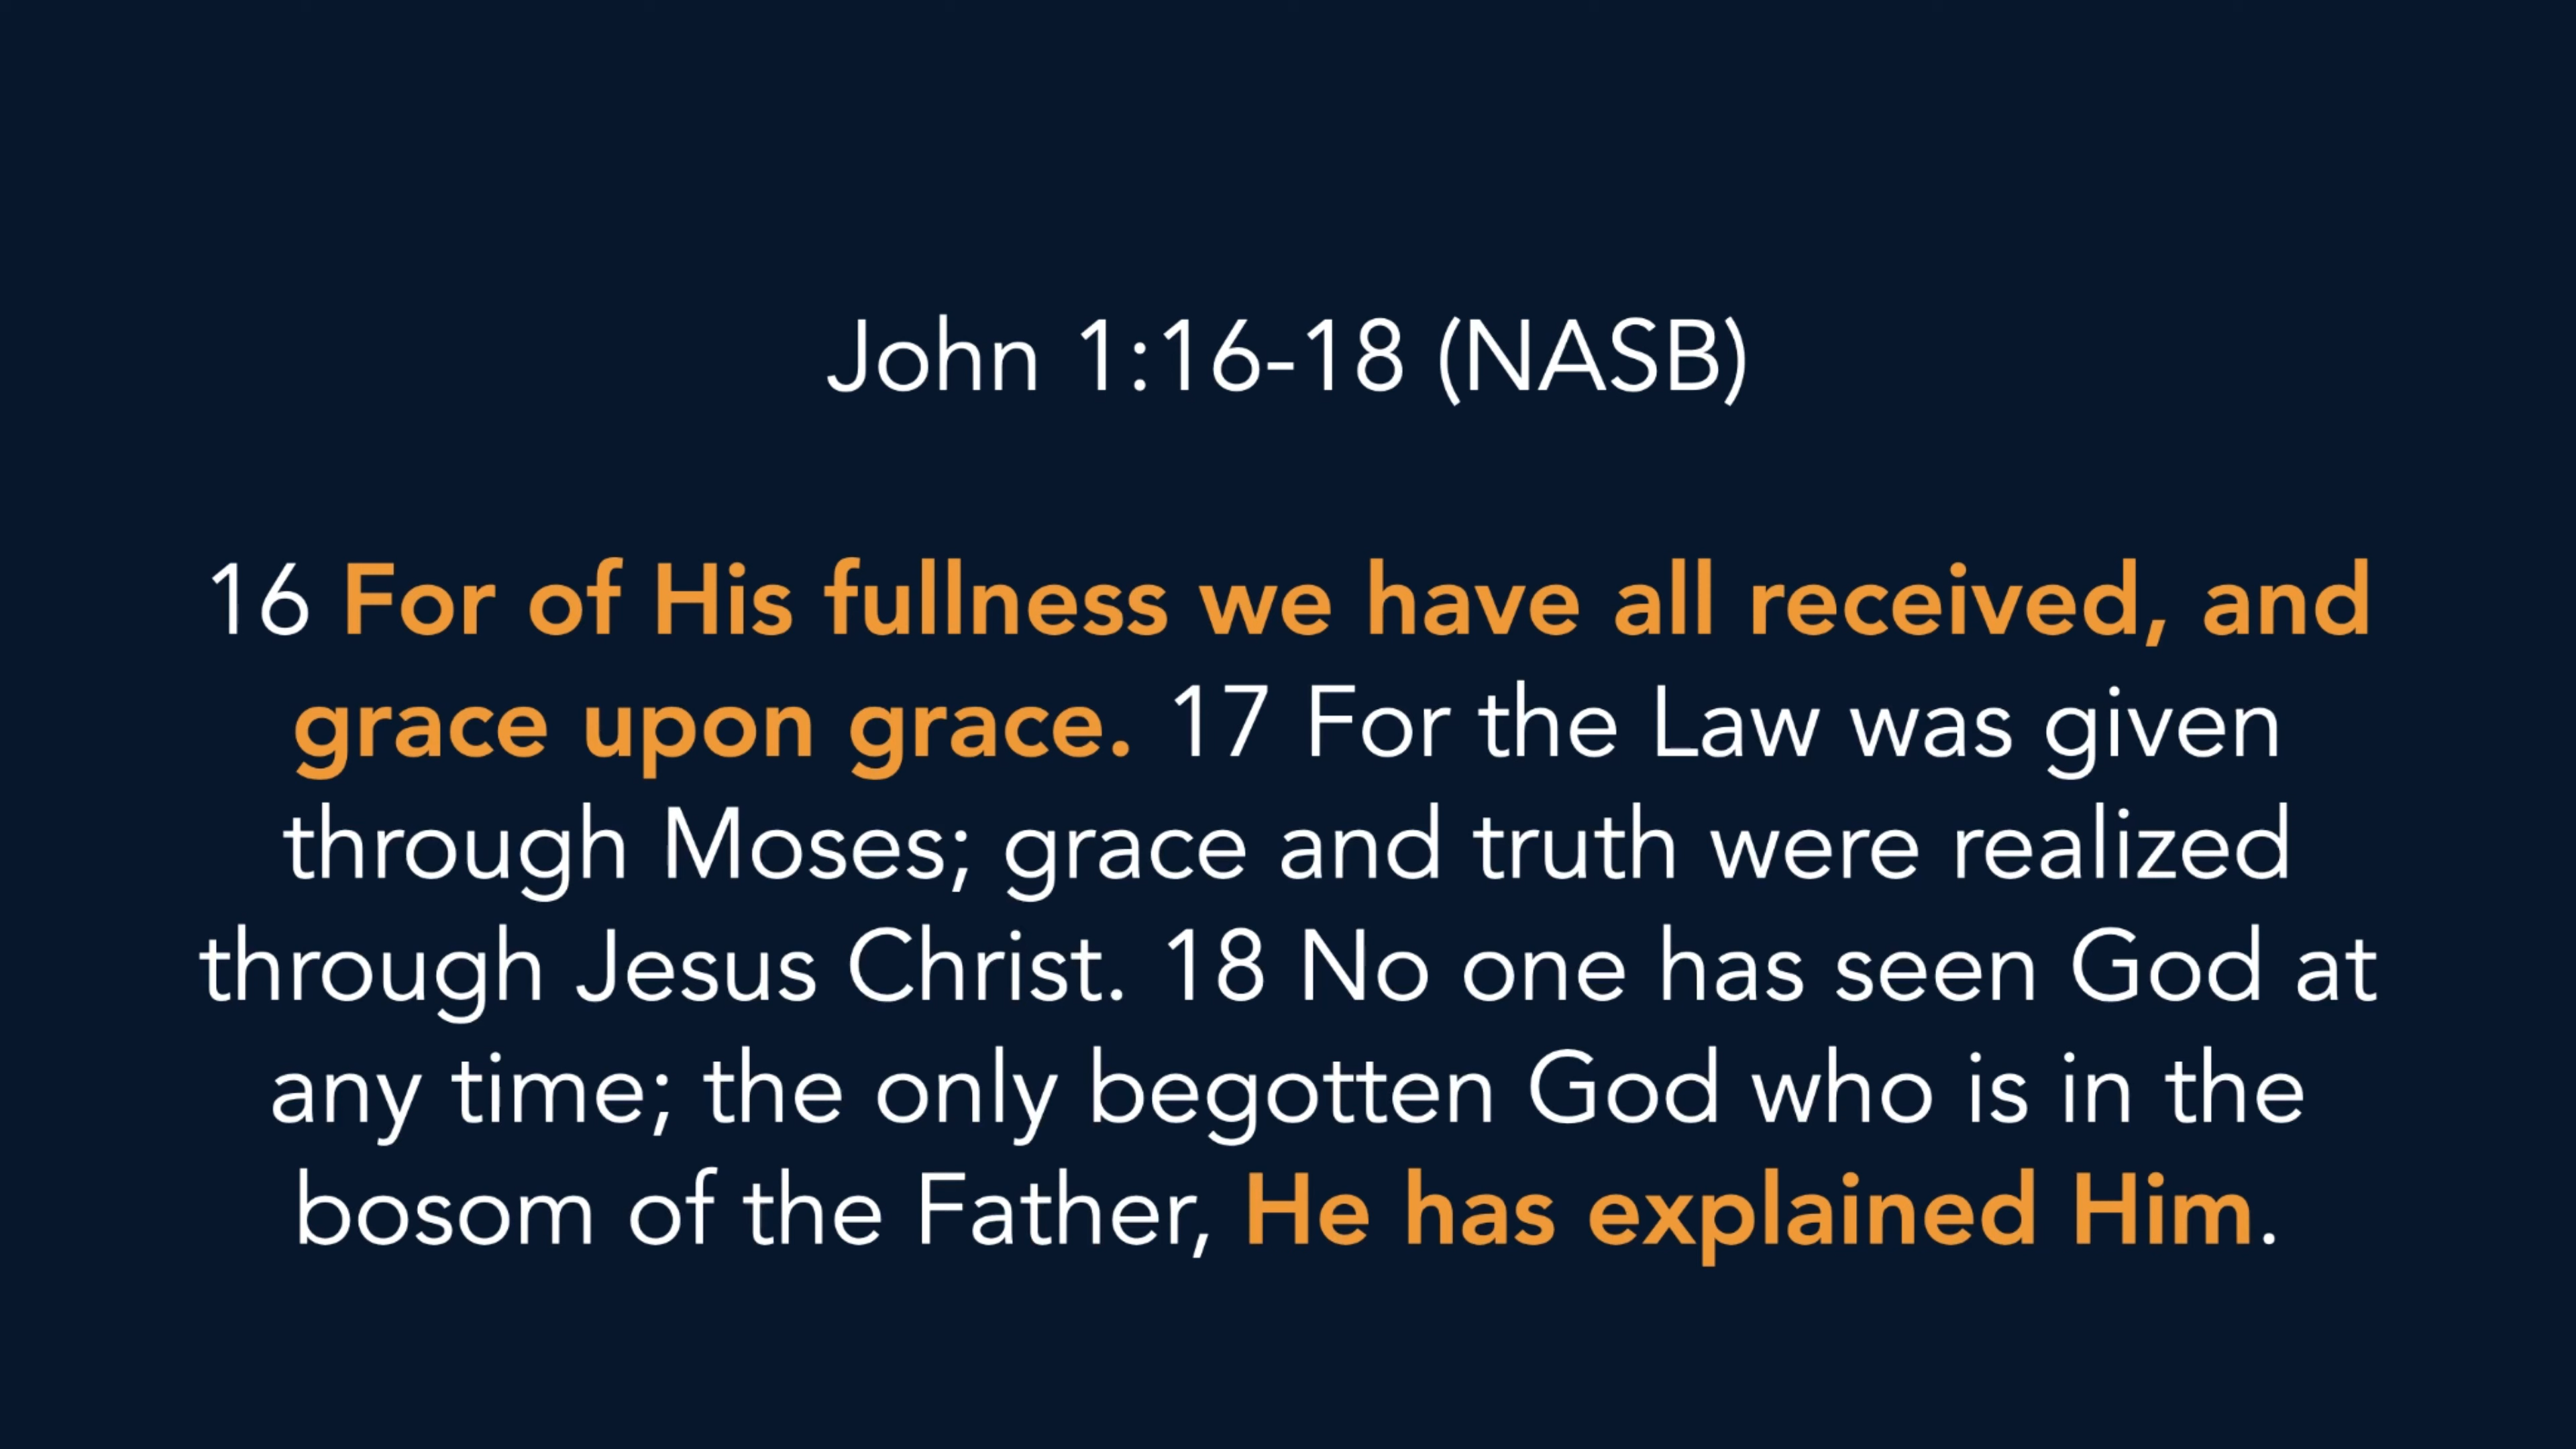 John 1:16-18 (NASB)
16 For of His fullness we have all received, and
grace upon grace. 17 For the Law was given
through Moses; grace and truth were realized
through Jesus Christ. 18 No one has seen God at
any time; the only begotten God who is in the
bosom of the Father, He has explained Him.